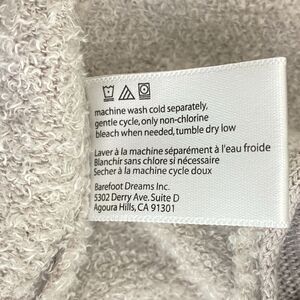 machine wash cold separately,
gentle cycle, only non-chlorine
bleach when needed, tumble dry low
Laver à la machine séparément à l'eau froide
Blanchir sans chlore si nécessaire
Secher à la machine cycle doux
Barefoot Dreams Inc.
5302 Derry Ave. Suite D
Agoura Hills, CA 91301